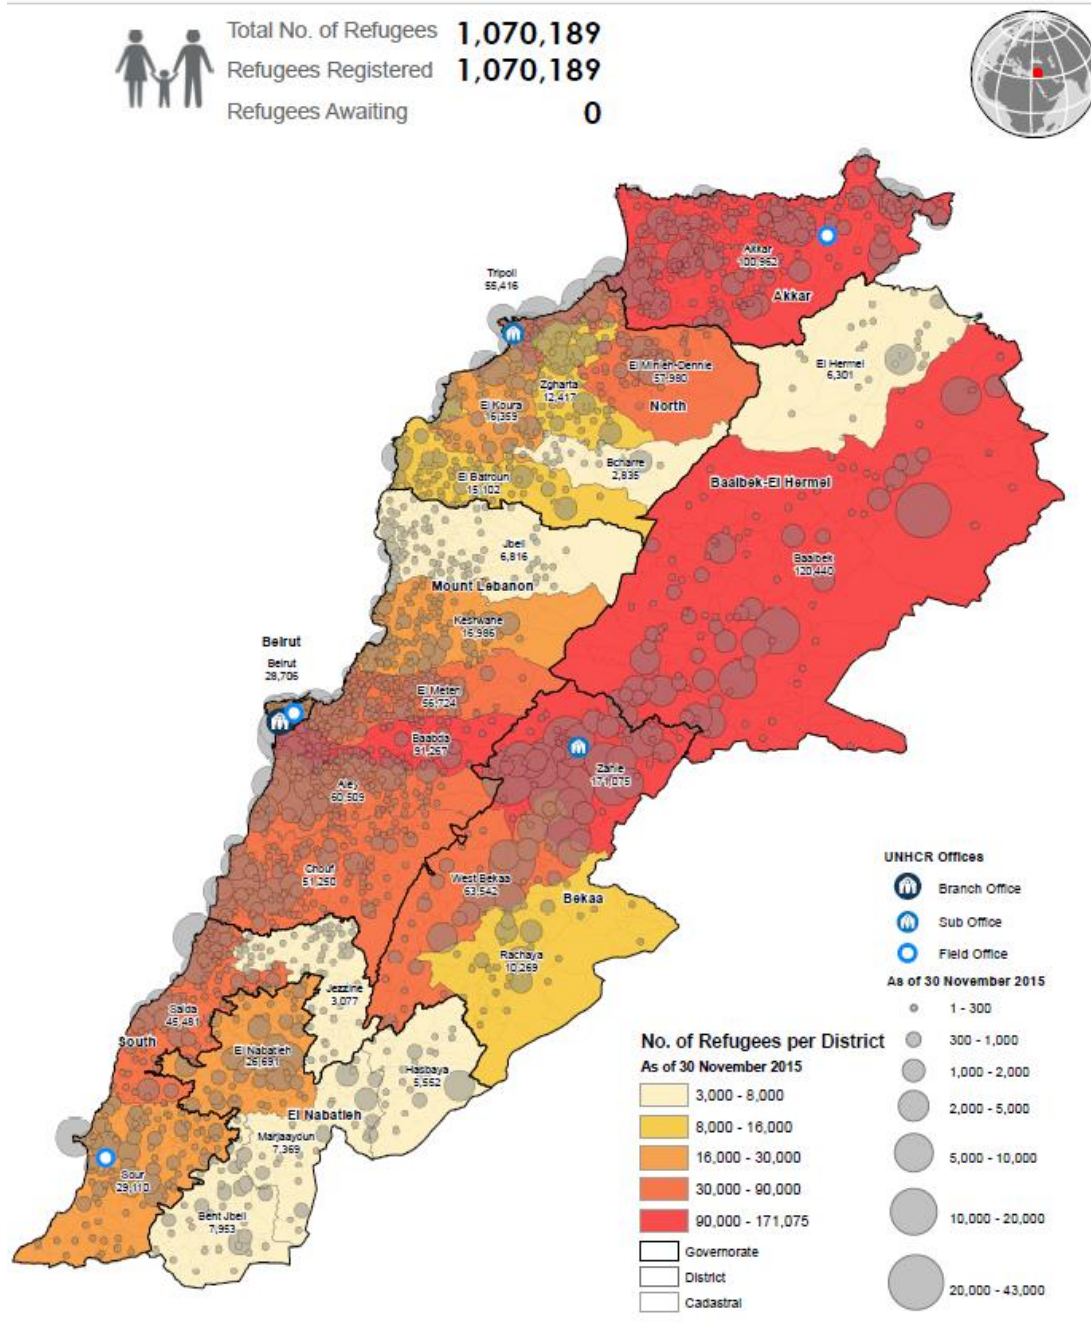 Total No. of Refugees 1,070,189
Refugees Registered 1,070,189
Refugees Awaiting 0
Akkar
100,962
Akkar
Tripoli
55,416
El Hermel
6,301
El Minieh-Dennie
57,980
Zgharta
12,417
North
El Koura
16,359
Bcharre
2,835
El Batroun
15,102
Baalbek-El Hermel
Jbeil
6,816
Baalbek
120,440
Mount Lebanon
Keshwane
16,986
Beirut
Beirut
28,706
El Meten
56,724
Baabda
91,267
Zahle
171,075
Aley
60,509
Chouf
51,250
West Bekaa
63,542
Bekaa
Rachaya
10,269
Jezzine
3,077
Saida
45,481
South
El Nabatieh
26,691
Hasbaya
5,552
El Nabatieh
Marjaayoun
7,369
Sour
29,110
Bent Jbeil
7,953
UNHCR Offices
Branch Office
Sub Office
Field Office
As of 30 November 2015
1 - 300
300 - 1,000
1,000 - 2,000
2,000 - 5,000
5,000 - 10,000
10,000 - 20,000
20,000 - 43,000
No. of Refugees per District
As of 30 November 2015
3,000 - 8,000
8,000 - 16,000
16,000 - 30,000
30,000 - 90,000
90,000 - 171,075
Governorate
District
Cadastral